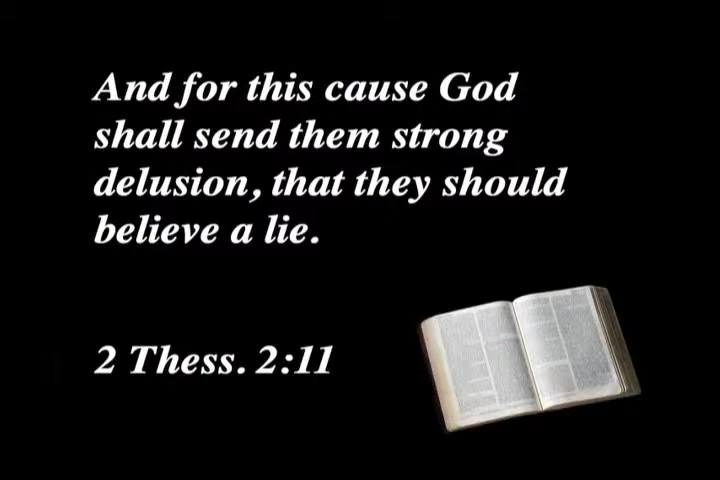 And for this cause God
shall send them strong
delusion, that they should
believe a lie.
2 Thess. 2:11